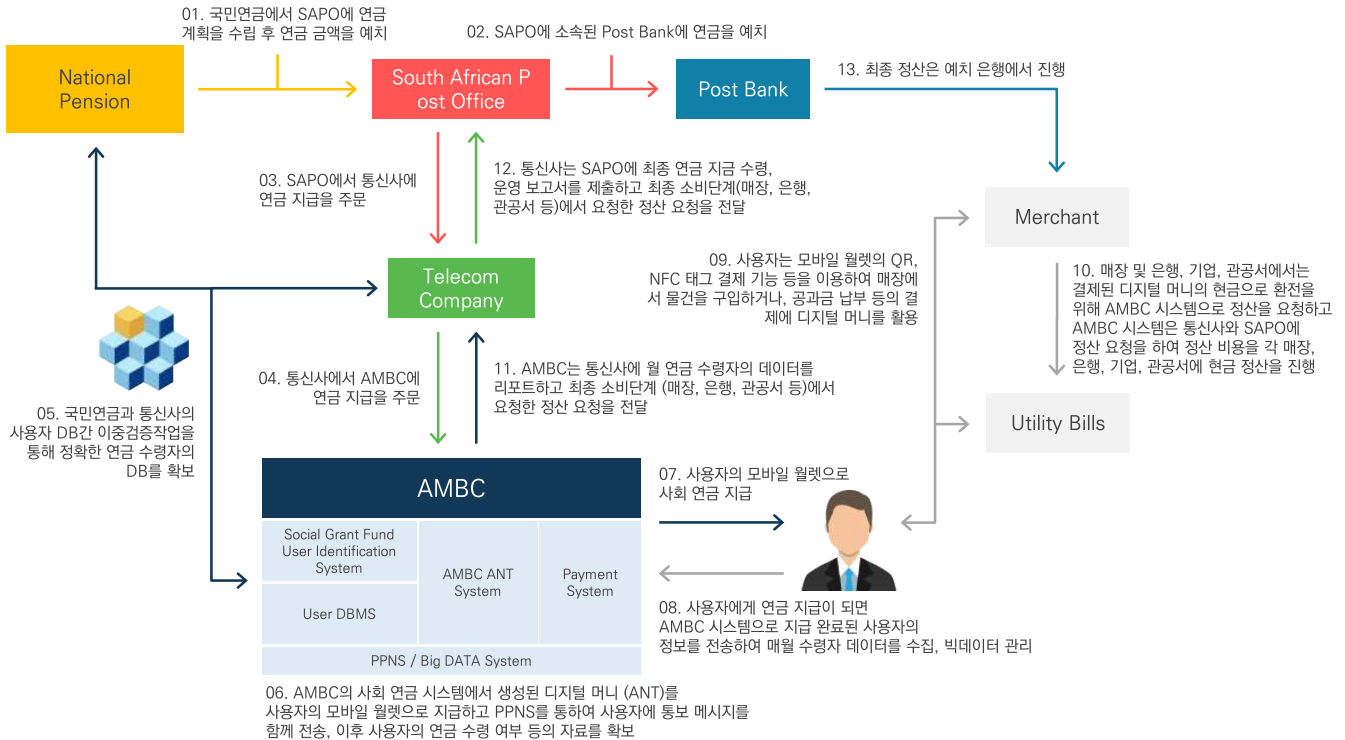 01. 국민연금에서 SAPO에 연금
계획을 수립 후 연금 금액을 예치
02. SAPO에 소속된 Post Bank에 연금을 예치
National
Pension
South African P
ost Office
Post Bank
13. 최종 정산은 예치 은행에서 진행
03. SAPO에서 통신사에
연금 지급을 주문
12. 통신사는 SAPO에 최종 연금 지금 수령,
운영 보고서를 제출하고 최종 소비단계(매장, 은행,
관공서 등)에서 요청한 정산 요청을 전달
Merchant
Telecom
Company
09. 사용자는 모바일 월렛의 QR,
NFC 태그 결제 기능 등을 이용하여 매장에
서 물건을 구입하거나, 공과금 납부 등의 결
제에 디지털 머니를 활용
10. 매장 및 은행, 기업, 관공서에서는
결제된 디지털 머니의 현금으로 환전을
위해 AMBC 시스템으로 정산을 요청하고
AMBC 시스템은 통신사와 SAPO에
정산 요청을 하여 정산 비용을 각 매장,
은행, 기업, 관공서에 현금 정산을 진행
04. 통신사에서 AMBC에
연금 지급을 주문
11. AMBC는 통신사에 월 연금 수령자의 데이터를
리포트하고 최종 소비단계 (매장, 은행, 관공서 등)에서
요청한 정산 요청을 전달
05. 국민연금과 통신사의
사용자 DB간 이중검증작업을
통해 정확한 연금 수령자의
DB를 확보
Utility Bills
AMBC
07. 사용자의 모바일 월렛으로
사회 연금 지급
Social Grant Fund
User Identification
System
User DBMS
AMBC ANT
System
Payment
System
PPNS / Big DATA System
08. 사용자에게 연금 지급이 되면
AMBC 시스템으로 지급 완료된 사용자의
정보를 전송하여 매월 수령자 데이터를 수집, 빅데이터 관리
06. AMBC의 사회 연금 시스템에서 생성된 디지털 머니 (ANT)를
사용자의 모바일 월렛으로 지급하고 PPNS를 통하여 사용자에 통보 메시지를
함께 전송, 이후 사용자의 연금 수령 여부 등의 자료를 확보